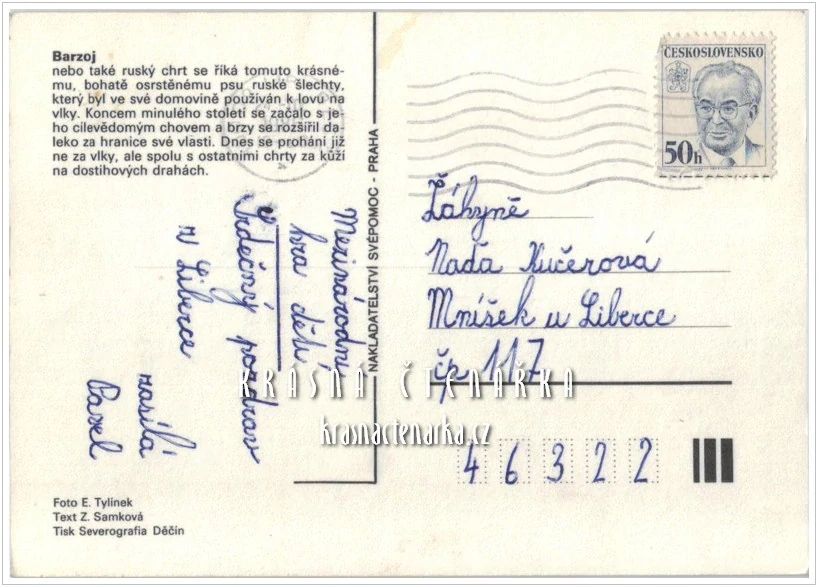 Barzoj
nebo také ruský chrt se říká tomuto krásné-
mu, bohatě osrstěnému psu ruské šlechty,
který byl ve své domovině používán k lovu na
vlky. Koncem minulého století se začalo s je-
ho cílevědomým chovem a brzy se rozšířil da-
leko za hranice své vlasti. Dnes se prohání již
ne za vlky, ale spolu s ostatními chrty za kůží
na dostihových drahách.
Mezinárodní
hra dětí
Srdečný pozdrav
z Liberce
zasílá
Pavel
Foto E. Tylínek
Text Z. Samková
Tisk Severografia Děčín
NAKLADATELSTVÍ SVÉPOMOC - PRAHA
ČESKOSLOVENSKO
50h
Žákyně
Naďa Kučerová
Mníšek u Liberce
čp. 117
46322
KRÁSNÁ ČTENÁŘKA
krasnactenarka.cz